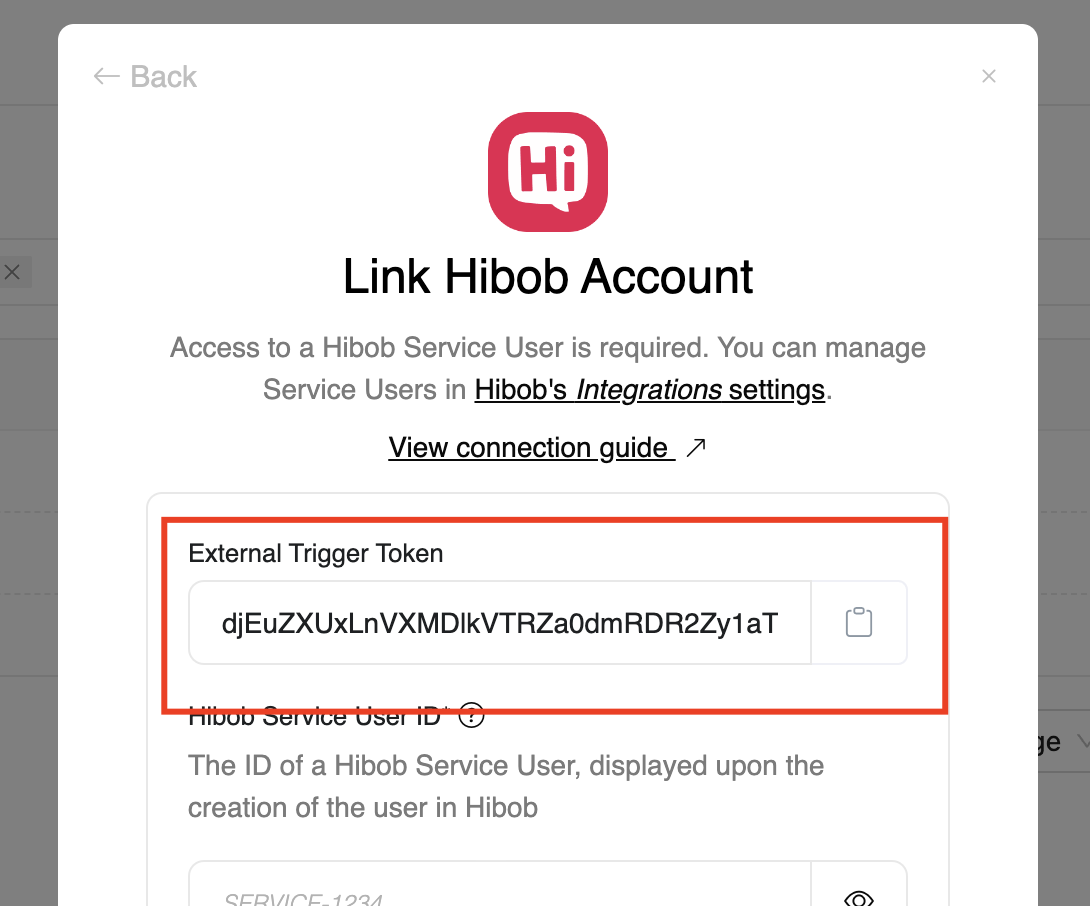 ← Back
Hi
Link Hibob Account
Access to a Hibob Service User is required. You can manage
Service Users in Hibob's Integrations settings.
View connection guide ↗
External Trigger Token
djEuZXUxLnVXMDlkVTRZa0dmRDR2Zy1aT
Hibob Service User ID* ?
The ID of a Hibob Service User, displayed upon the
creation of the user in Hibob
SERVICE-1234